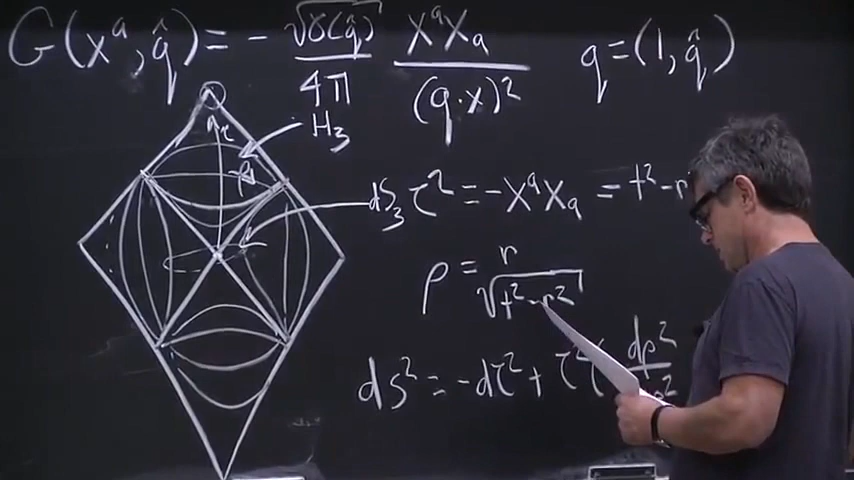 G(x^a, q̂) = - √γ(q̂) / 4π X^a X_a / (q·x)^2 q = (1, q̂)
τ
H_3
ρ
dS_3
τ^2 = -X^a X_a = t^2 - r
ρ = r / √t^2 - r^2
ds^2 = -dτ^2 + τ^2 ( dρ^2